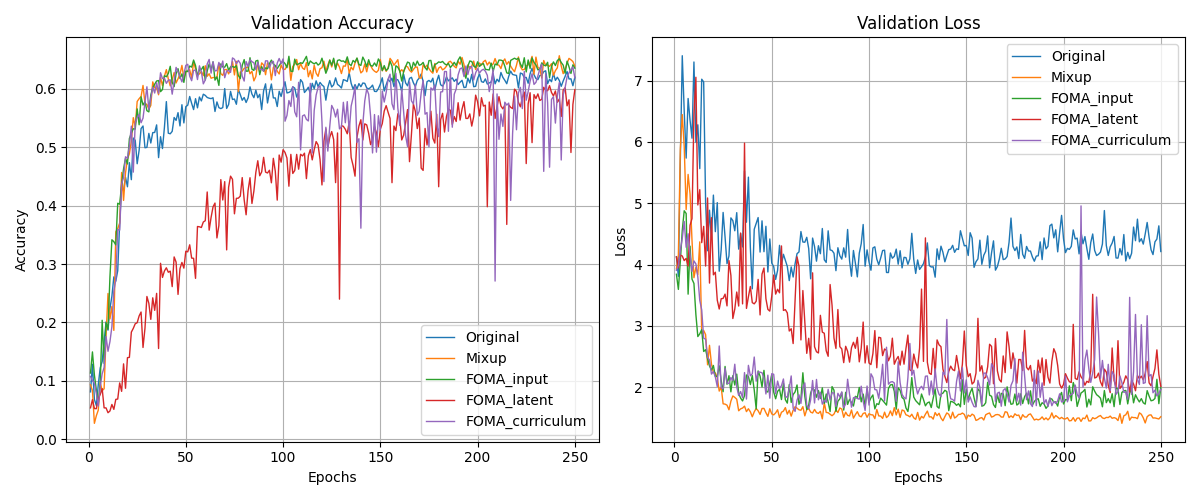 Validation Accuracy
Accuracy
0.6
0.5
0.4
0.3
0.2
0.1
0.0
0 50 100 150 200 250
Epochs
Original
Mixup
FOMA_input
FOMA_latent
FOMA_curriculum
Validation Loss
Loss
7
6
5
4
3
2
0 50 100 150 200 250
Epochs
Original
Mixup
FOMA_input
FOMA_latent
FOMA_curriculum